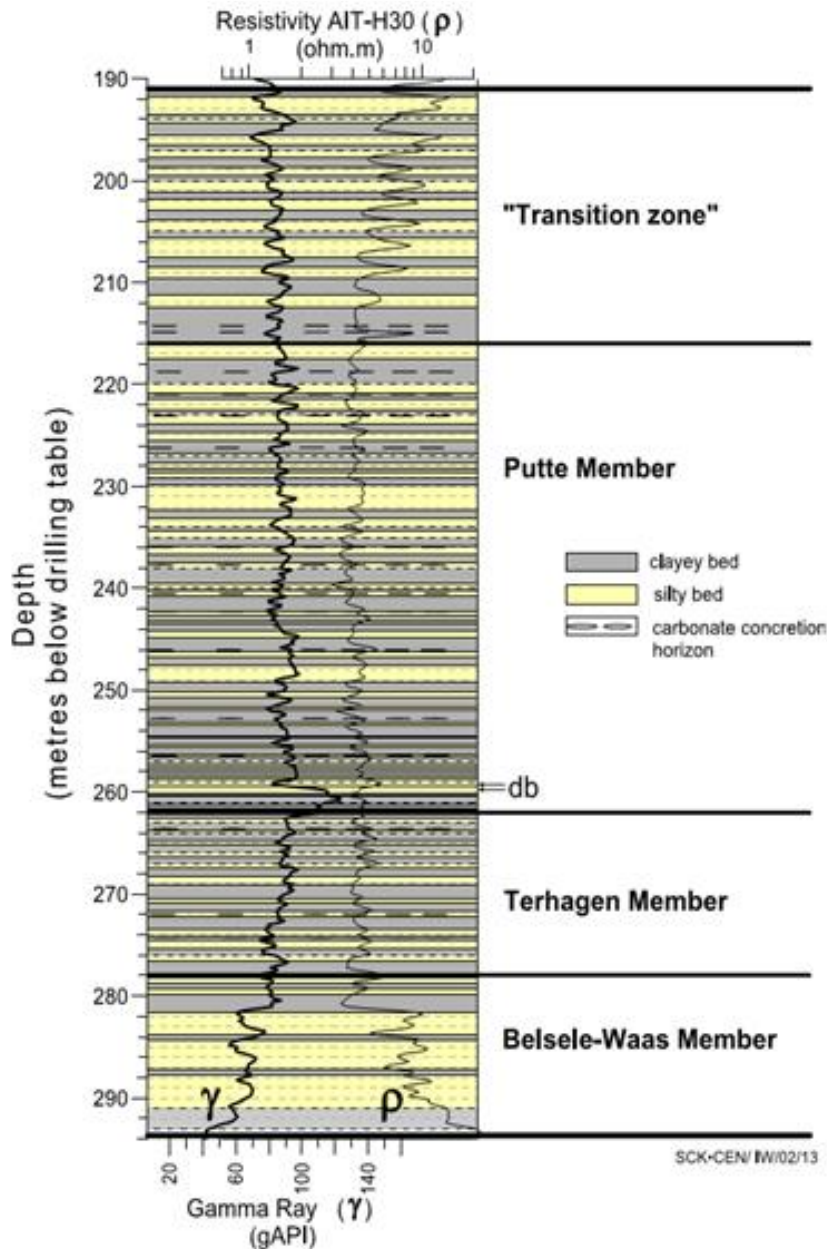 Resistivity AIT-H30 (ρ)
(ohm.m)
1 10
190
200
"Transition zone"
210
220
Putte Member
230
clayey bed
silty bed
240
carbonate concretion
horizon
250
Depth
(metres below drilling table)
260
db
270
Terhagen Member
280
Belsele-Waas Member
290
γ ρ
SCK•CEN/ IW/02/13
20 60 100 140
Gamma Ray (γ)
(gAPI)